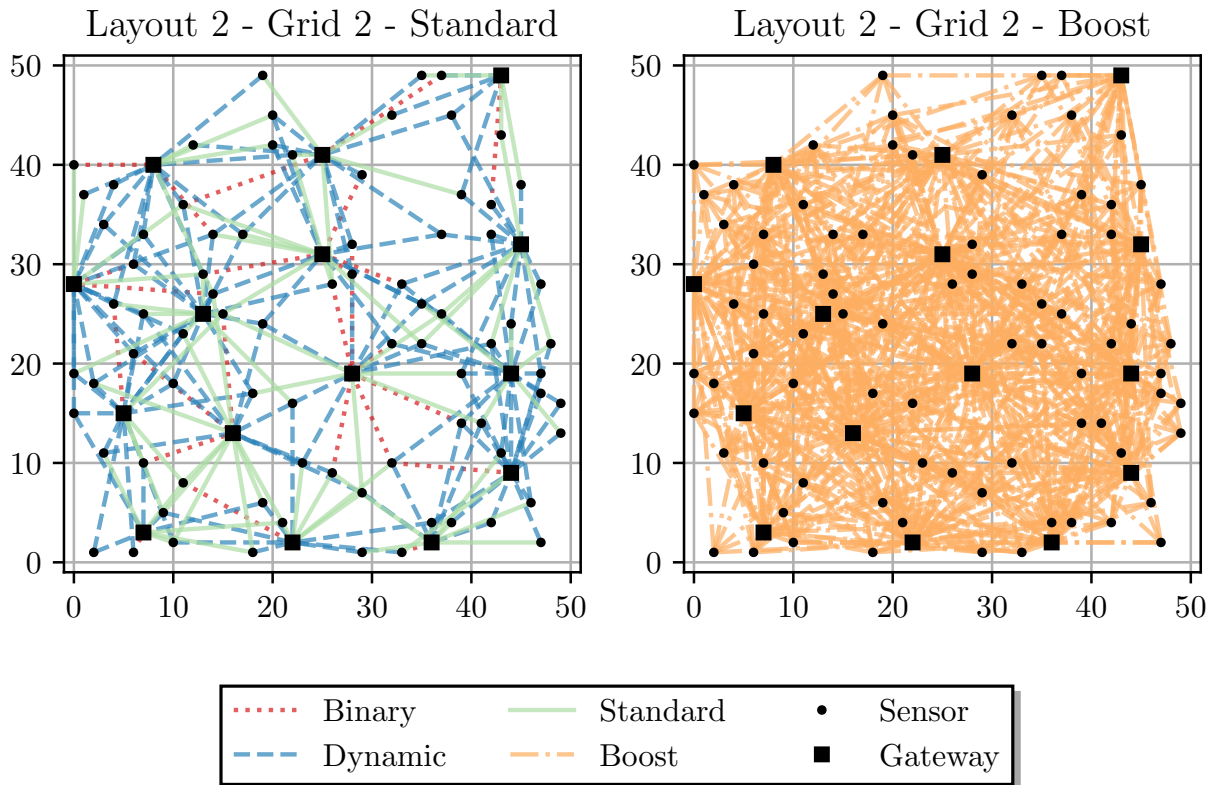 Layout 2 - Grid 2 - Standard
Layout 2 - Grid 2 - Boost
50
40
30
20
10
0
0 10 20 30 40 50
50
40
30
20
10
0
0 10 20 30 40 50
Binary Standard Sensor
Dynamic Boost Gateway